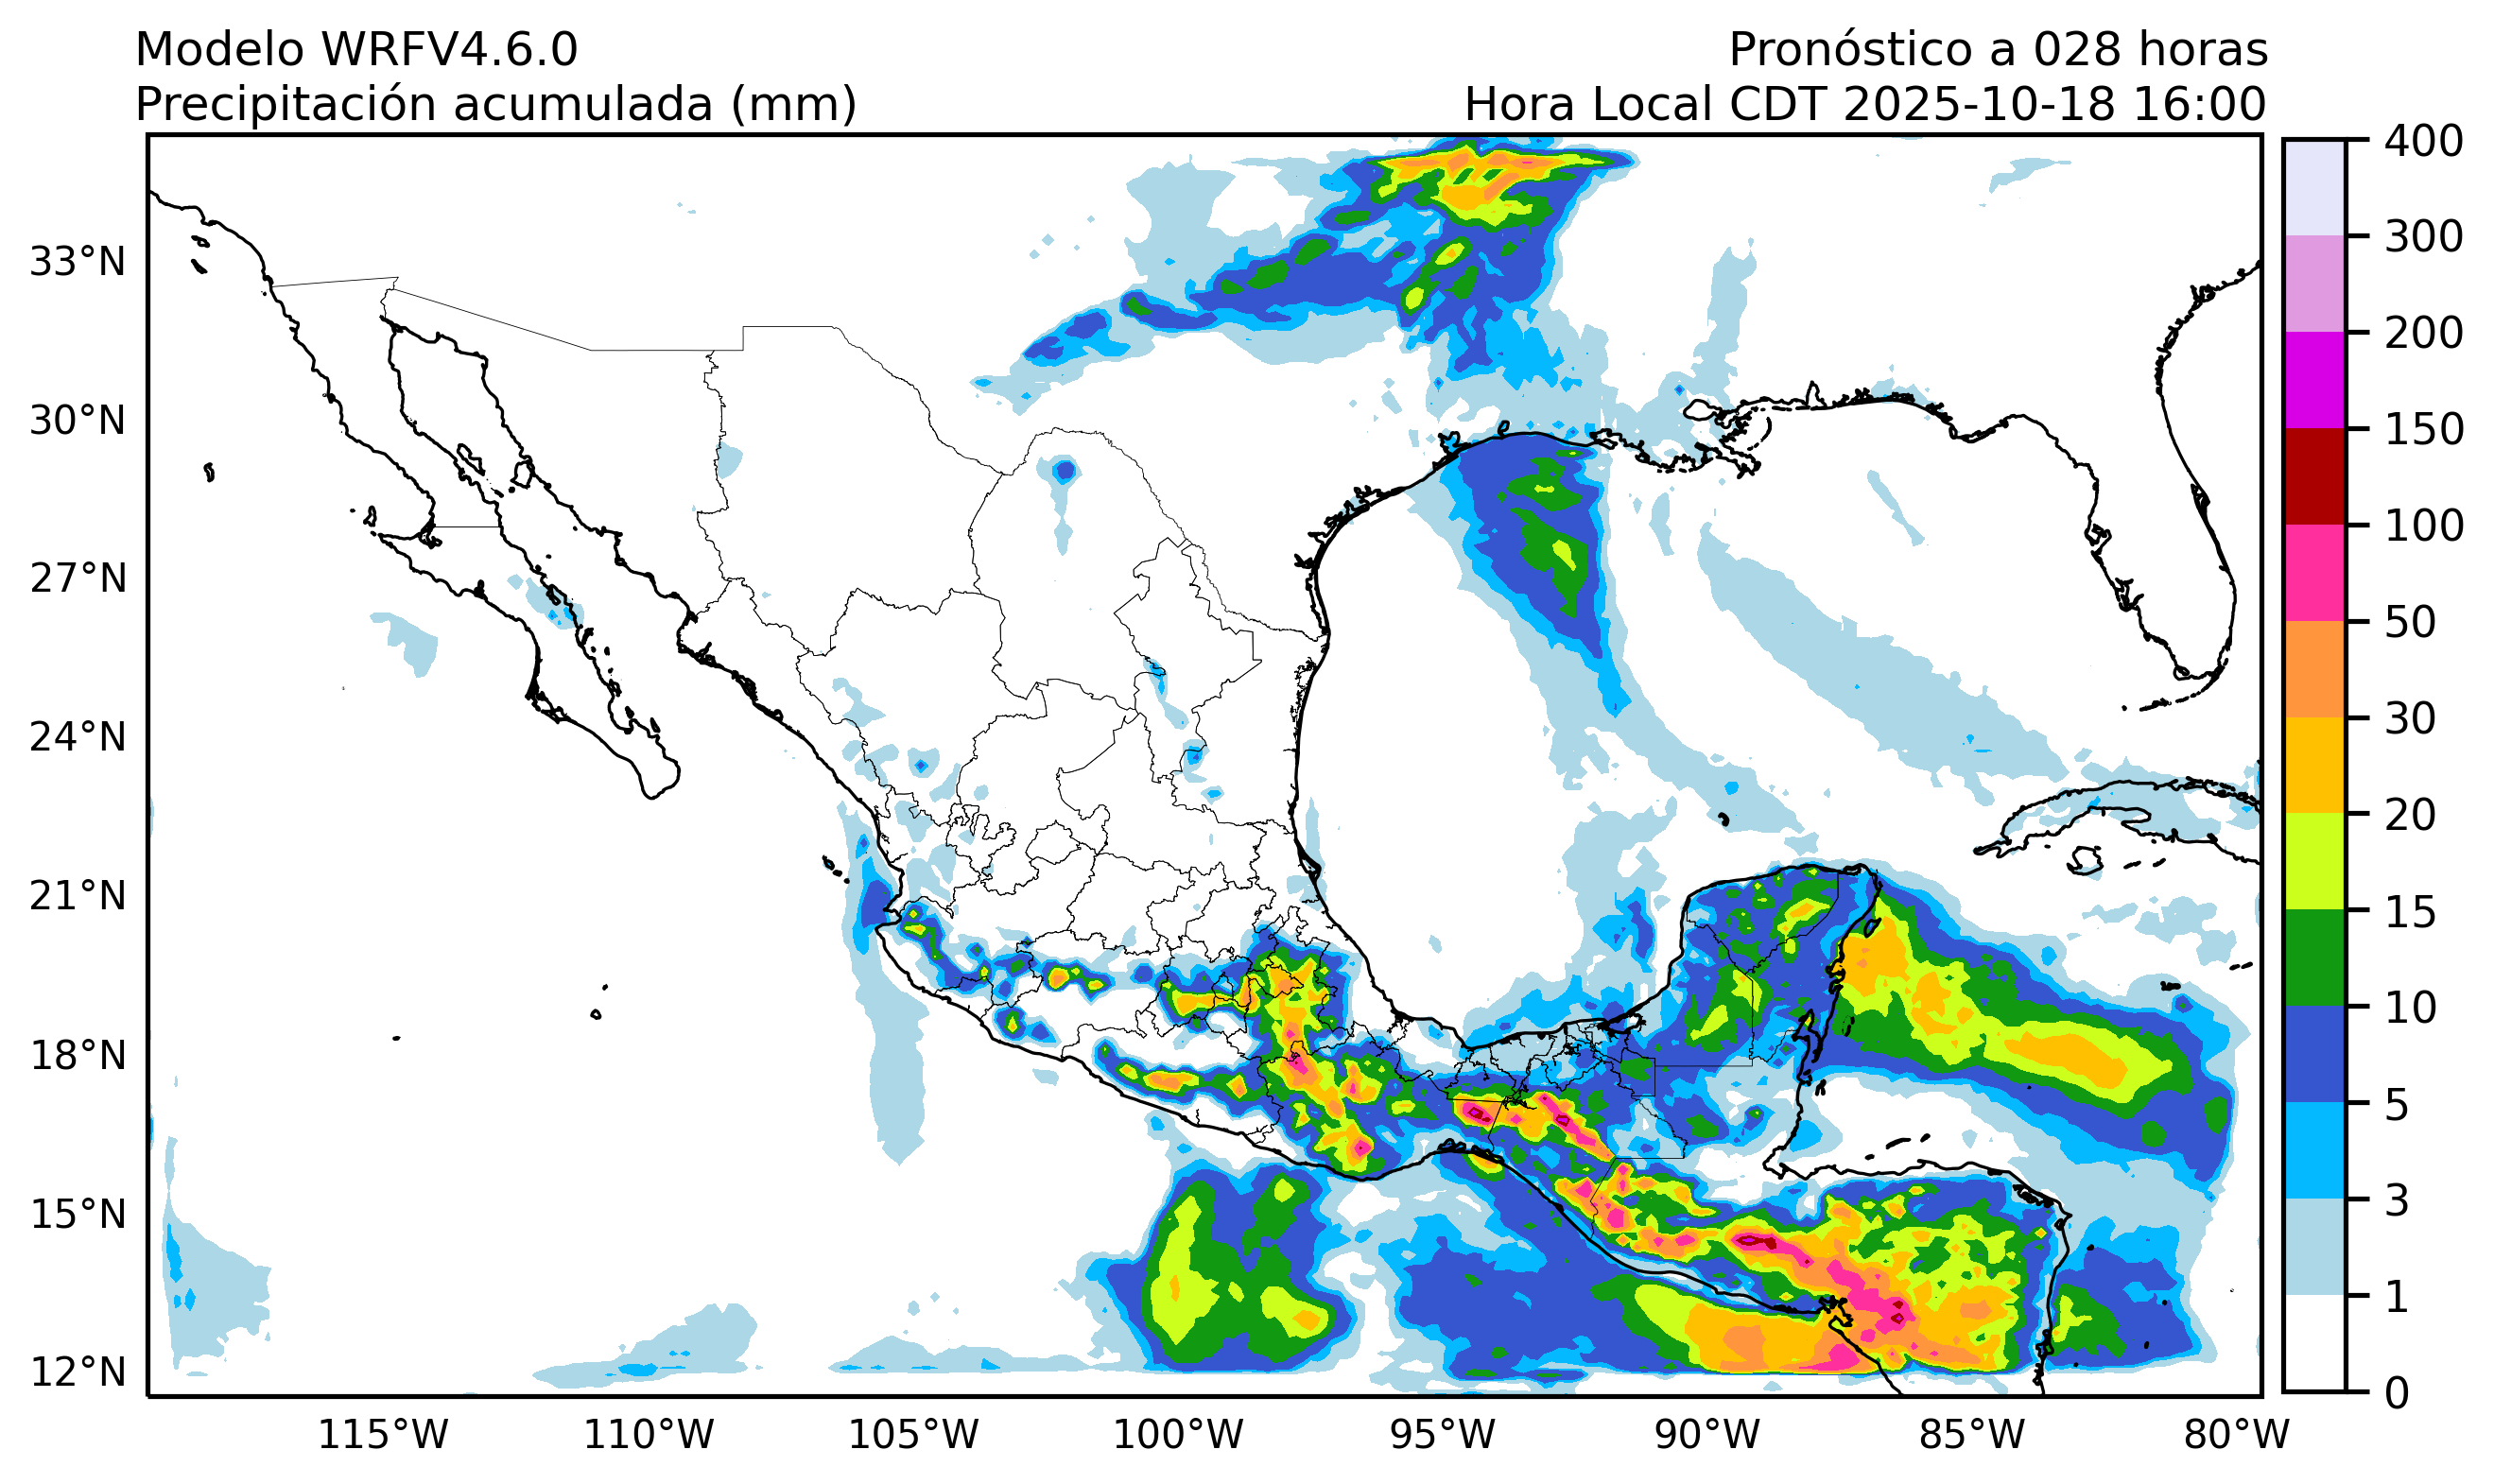 Modelo WRFV4.6.0
Pronóstico a 028 horas
Precipitación acumulada (mm)
Hora Local CDT 2025-10-18 16:00
33°N
30°N
27°N
24°N
21°N
18°N
15°N
12°N
115°W
110°W
105°W
100°W
95°W
90°W
85°W
80°W
400
300
200
150
100
50
30
20
15
10
5
3
1
0